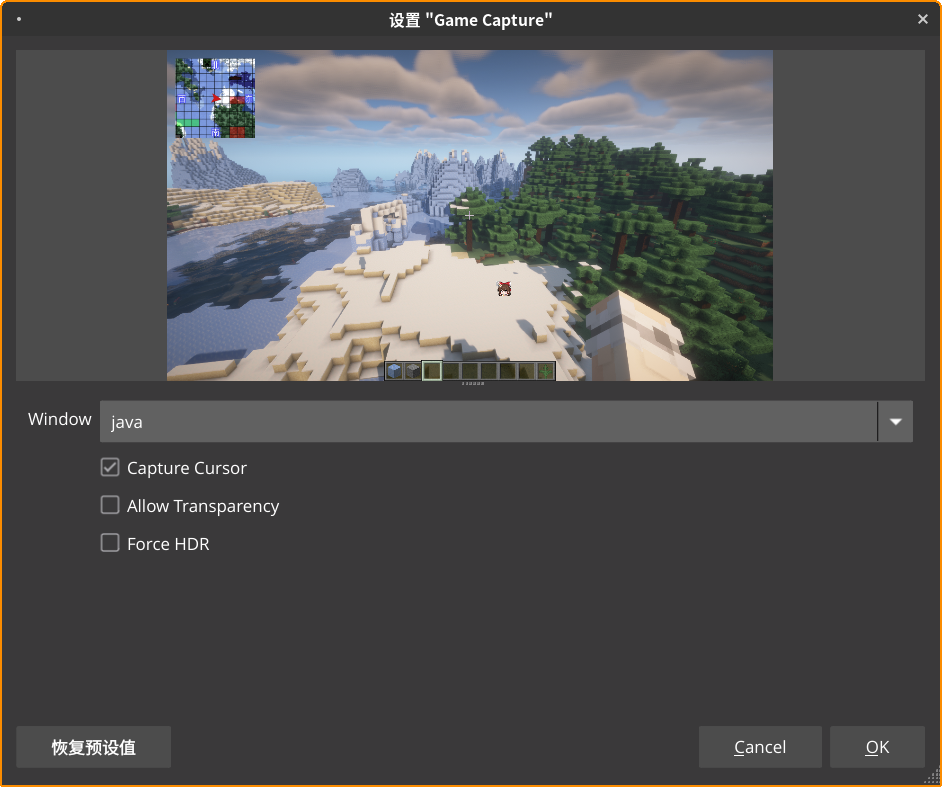 设置 "Game Capture"
南
Window
java
Capture Cursor
Allow Transparency
Force HDR
恢复预设值
Cancel
OK